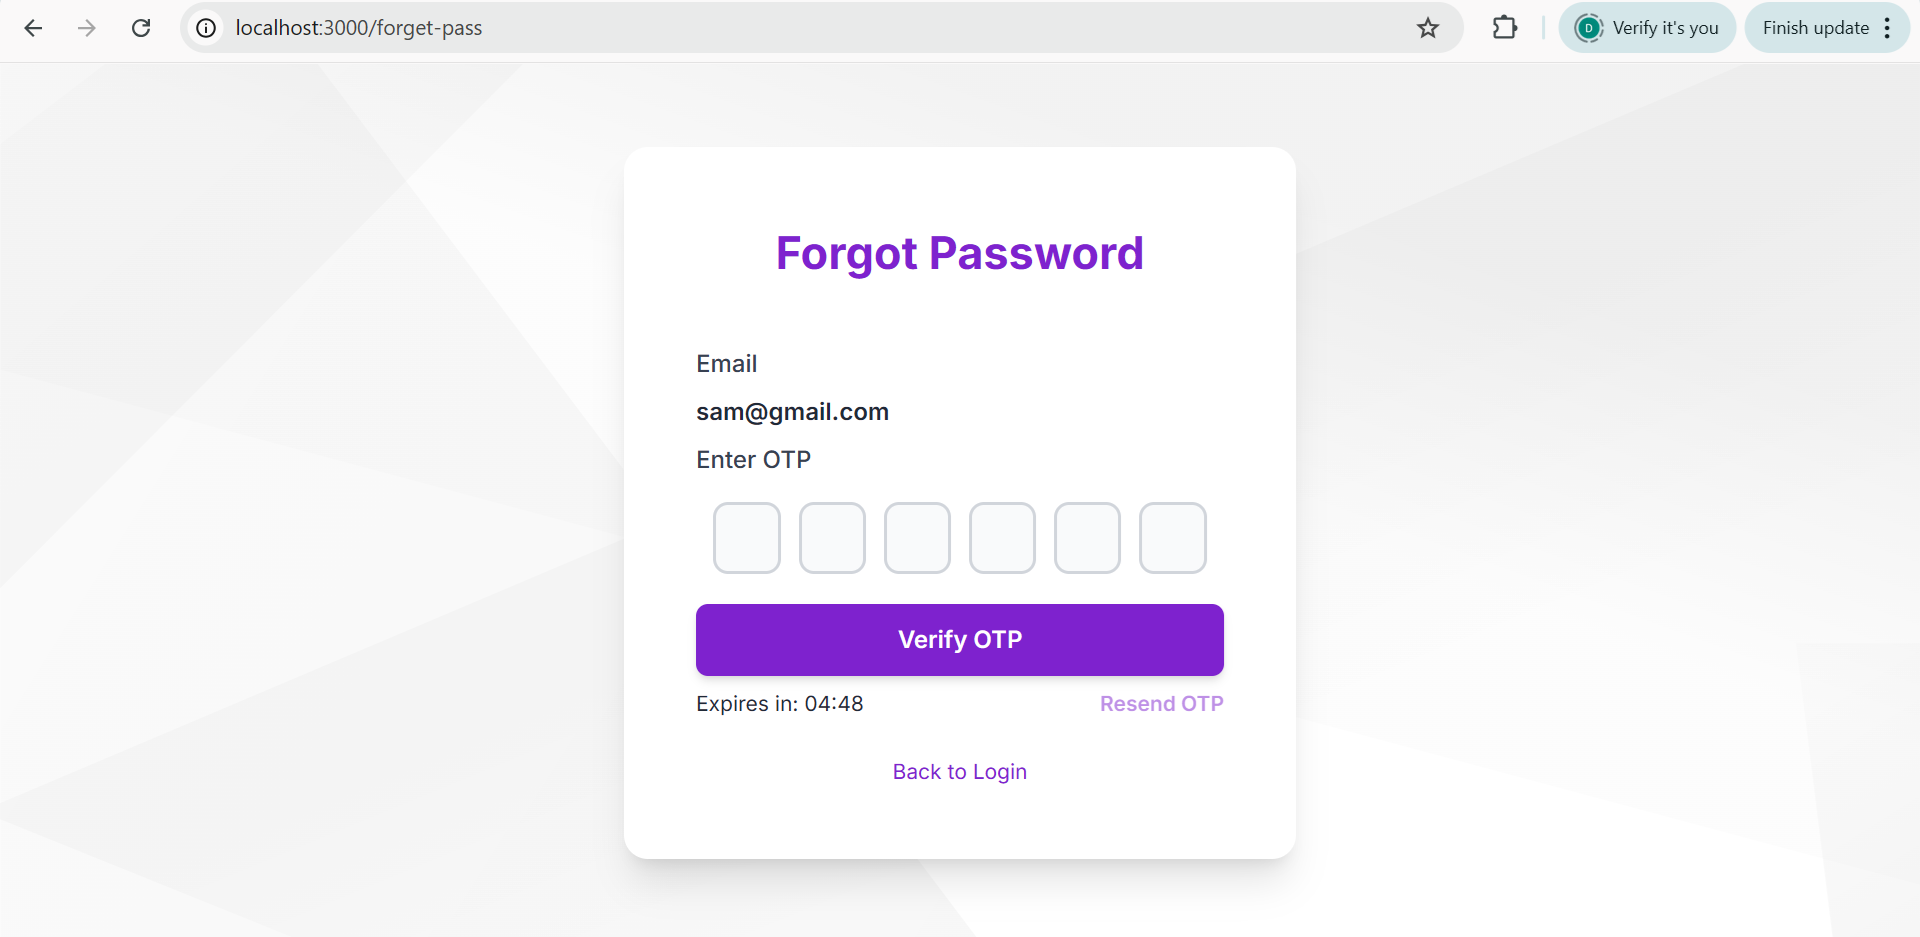 localhost:3000/forget-pass
D
Verify it's you
Finish update
Forgot Password
Email
sam@gmail.com
Enter OTP
Verify OTP
Expires in: 04:48
Resend OTP
Back to Login